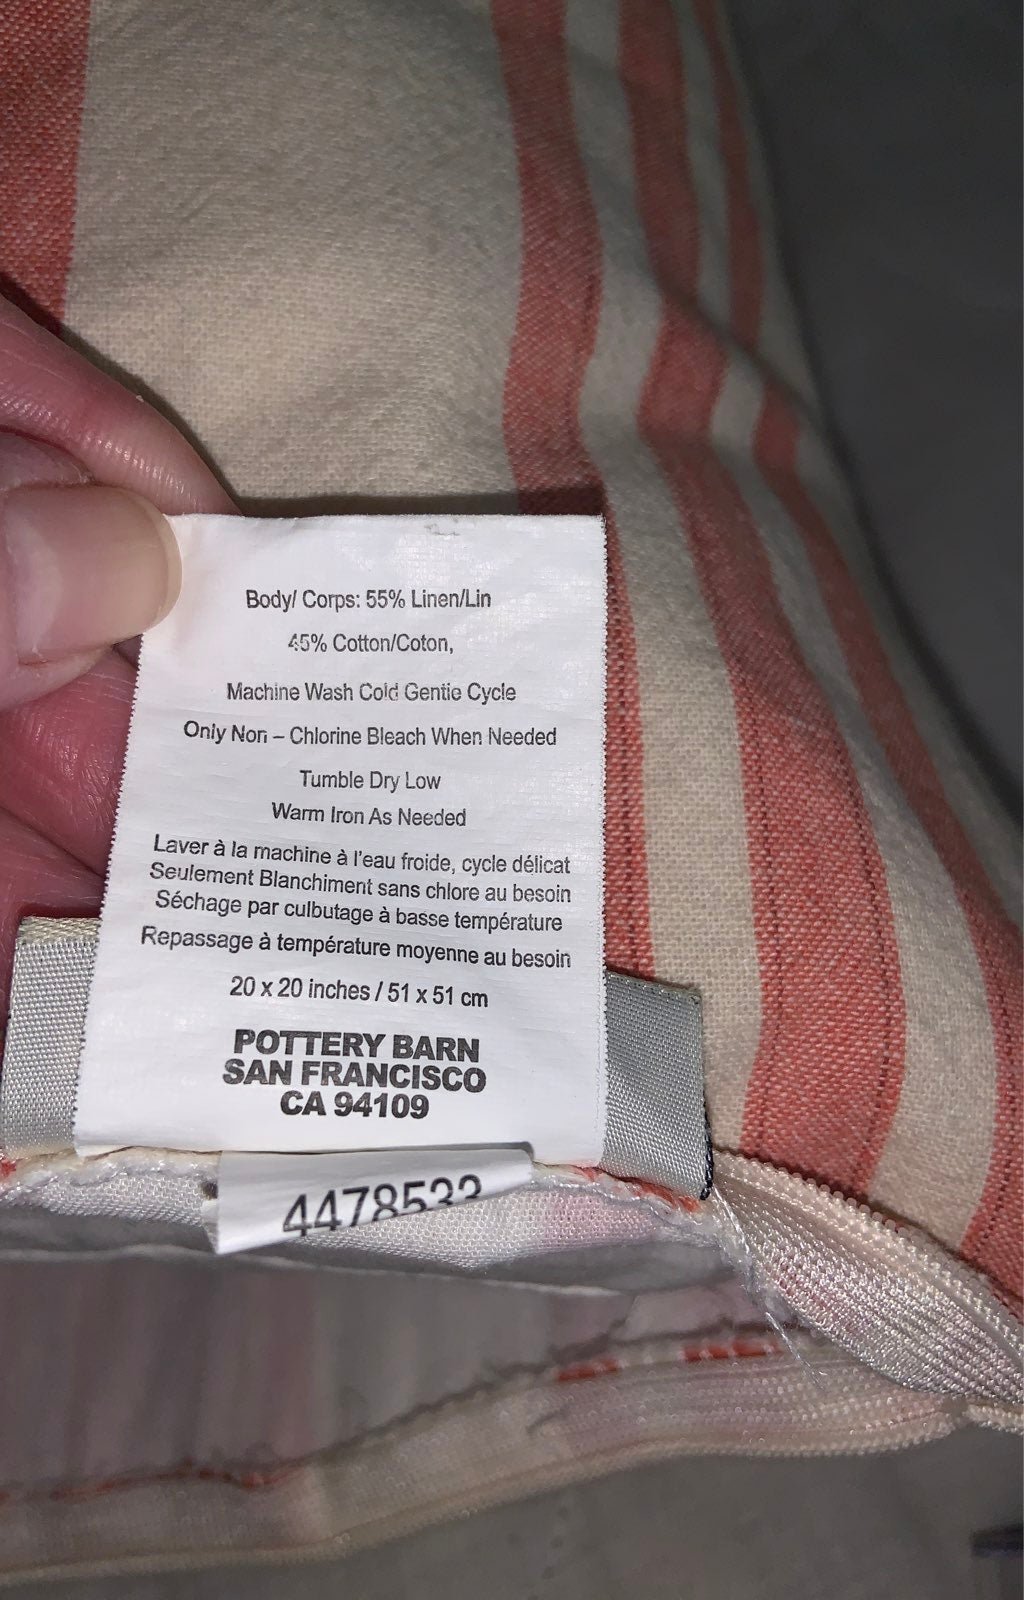 Body/ Corps: 55% Linen/Lin
45% Cotton/Coton,
Machine Wash Cold Gentle Cycle
Only Non – Chlorine Bleach When Needed
Tumble Dry Low
Warm Iron As Needed
Laver à la machine à l'eau froide, cycle délicat
Seulement Blanchiment sans chlore au besoin
Séchage par culbutage à basse température
Repassage à température moyenne au besoin
20 x 20 inches / 51 x 51 cm
POTTERY BARN
SAN FRANCISCO
CA 94109
4478533